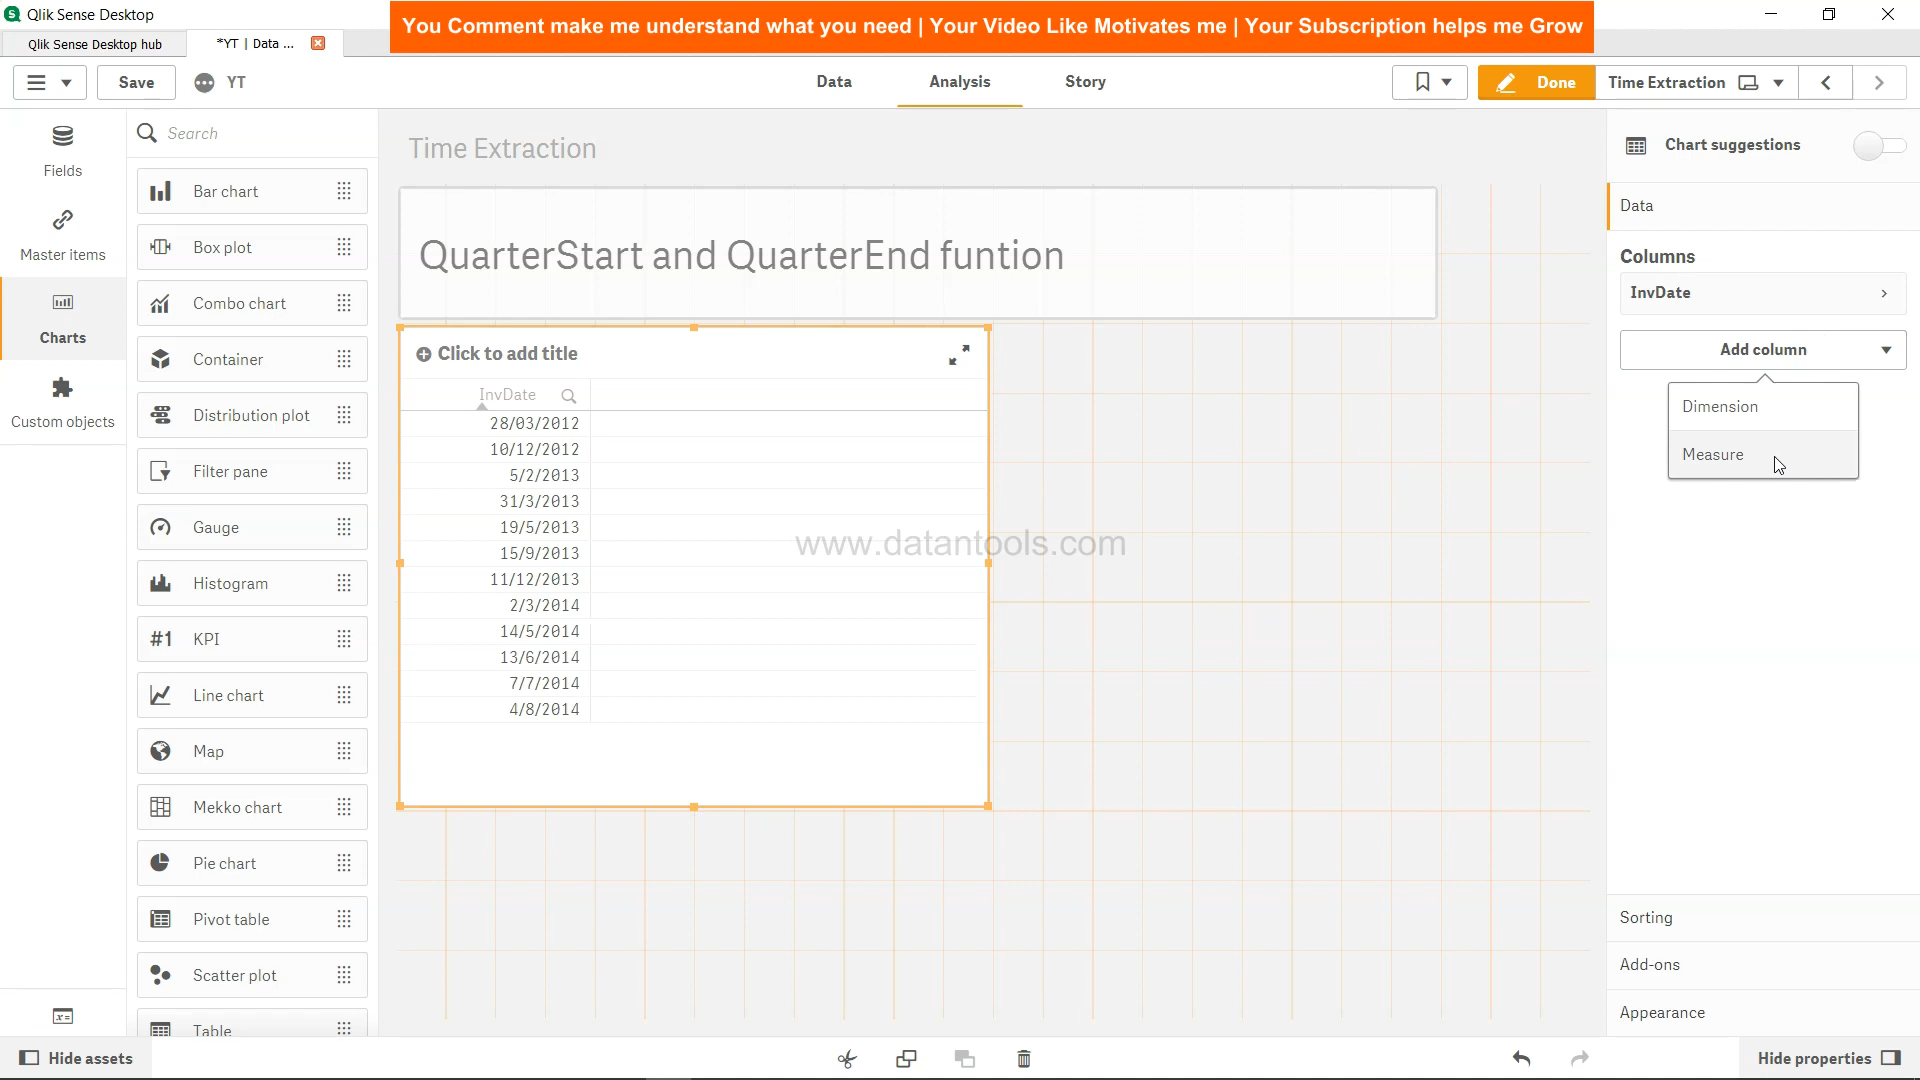 Qlik Sense Desktop
You Comment make me understand what you need | Your Video Like Motivates me | Your Subscription helps me Grow
Qlik Sense Desktop hub
*YT | Data ...
Save
YT
Data
Analysis
Story
Done
Time Extraction
Fields
Master items
Charts
Custom objects
Search
Bar chart
Box plot
Combo chart
Container
Distribution plot
Filter pane
Gauge
Histogram
#1 KPI
Line chart
Map
Mekko chart
Pie chart
Pivot table
Scatter plot
Table
Time Extraction
QuarterStart and QuarterEnd funtion
Click to add title
InvDate
28/03/2012
10/12/2012
5/2/2013
31/3/2013
19/5/2013
15/9/2013
11/12/2013
2/3/2014
14/5/2014
13/6/2014
7/7/2014
4/8/2014
www.datantools.com
Chart suggestions
Data
Columns
InvDate
Add column
Dimension
Measure
Sorting
Add-ons
Appearance
Hide assets
Hide properties